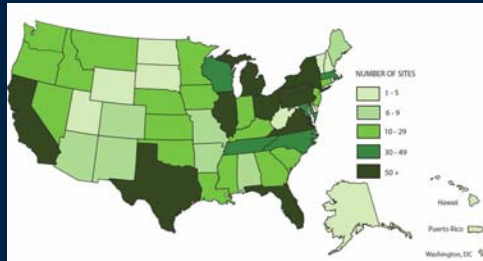 NUMBER OF SITES
1 - 5
6 - 9
10 - 29
30 - 49
50 +
Hawaii
Puerto Rico
Washington, DC